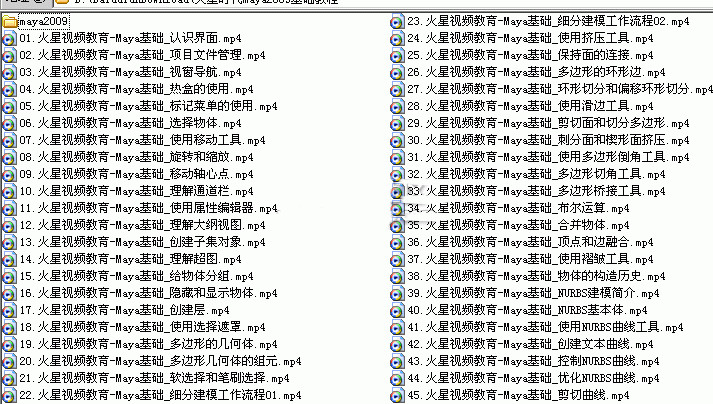 maya2009
01.火星视频教育-Maya基础_认识界面.mp4
02.火星视频教育-Maya基础_项目文件管理.mp4
03.火星视频教育-Maya基础_视窗导航.mp4
04.火星视频教育-Maya基础_热盒的使用.mp4
05.火星视频教育-Maya基础_标记菜单的使用.mp4
06.火星视频教育-Maya基础_选择物体.mp4
07.火星视频教育-Maya基础_使用移动工具.mp4
08.火星视频教育-Maya基础_旋转和缩放.mp4
09.火星视频教育-Maya基础_移动轴心点.mp4
10.火星视频教育-Maya基础_理解通道栏.mp4
11.火星视频教育-Maya基础_使用属性编辑器.mp4
12.火星视频教育-Maya基础_理解大纲视图.mp4
13.火星视频教育-Maya基础_创建子集对象.mp4
14.火星视频教育-Maya基础_理解超图.mp4
15.火星视频教育-Maya基础_给物体分组.mp4
16.火星视频教育-Maya基础_隐藏和显示物体.mp4
17.火星视频教育-Maya基础_创建层.mp4
18.火星视频教育-Maya基础_使用选择遮罩.mp4
19.火星视频教育-Maya基础_多边形的几何体.mp4
20.火星视频教育-Maya基础_多边形几何体的组元.mp4
21.火星视频教育-Maya基础_软选择和笔刷选择.mp4
22.火星视频教育-Maya基础_细分建模工作流程01.mp4
23.火星视频教育-Maya基础_细分建模工作流程02.mp4
24.火星视频教育-Maya基础_使用挤压工具.mp4
25.火星视频教育-Maya基础_保持面的连接.mp4
26.火星视频教育-Maya基础_多边形的环形边.mp4
27.火星视频教育-Maya基础_环形切分和偏移环形切分.mp4
28.火星视频教育-Maya基础_使用滑边工具.mp4
29.火星视频教育-Maya基础_剪切面和切分多边形.mp4
30.火星视频教育-Maya基础_刺分面和楔形面挤压.mp4
31.火星视频教育-Maya基础_使用多边形倒角工具.mp4
32.火星视频教育-Maya基础_多边形切角工具.mp4
33.火星视频教育-Maya基础_多边形桥接工具.mp4
34.火星视频教育-Maya基础_布尔运算.mp4
35.火星视频教育-Maya基础_合并物体.mp4
36.火星视频教育-Maya基础_顶点和边融合.mp4
37.火星视频教育-Maya基础_使用褶皱工具.mp4
38.火星视频教育-Maya基础_物体的构造历史.mp4
39.火星视频教育-Maya基础_NURBS建模简介.mp4
40.火星视频教育-Maya基础_NURBS基本体.mp4
41.火星视频教育-Maya基础_使用NURBS曲线工具.mp4
42.火星视频教育-Maya基础_创建文本曲线.mp4
43.火星视频教育-Maya基础_控制NURBS曲线.mp4
44.火星视频教育-Maya基础_优化NURBS曲线.mp4
45.火星视频教育-Maya基础_剪切曲线.mp4